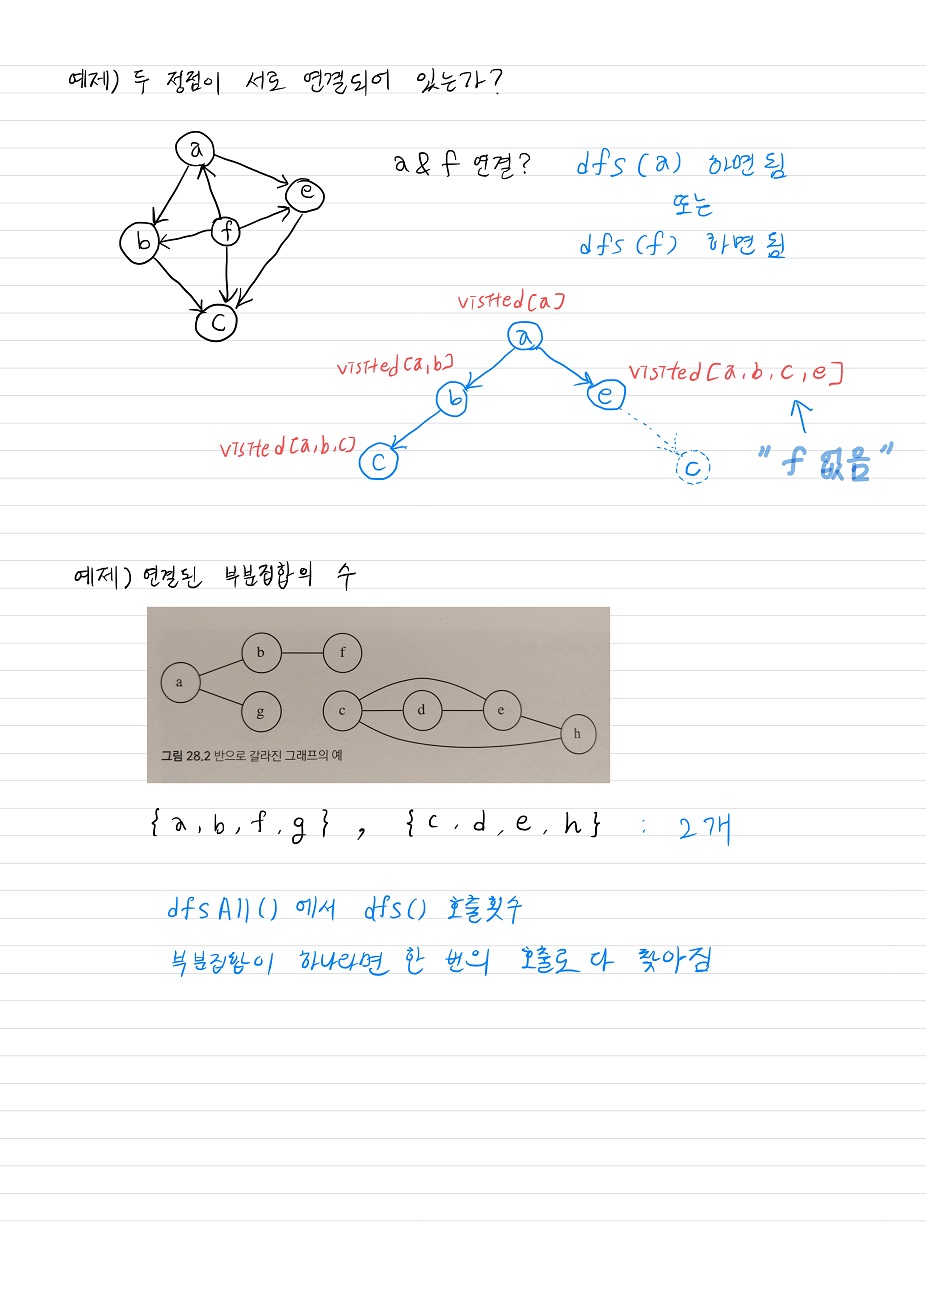 예제) 두 정점이 서로 연결되어 있는가?
a
e
b
f
c
a & f 연결? dfs(a) 하면됨
또는
dfs(f) 하면됨
visited[a]
a
visited[a,b]
b
e
visited[a,b,c,e]
visited[a,b,c]
c
c
"f 없음"
예제) 연결된 부분집합의 수
b
f
a
g
c
d
e
h
그림 28.2 반으로 갈라진 그래프의 예
{a, b, f, g} , {c, d, e, h} : 2개
dfsAll() 에서 dfs() 호출횟수
부분집합이 하나라면 한 번의 호출로 다 찾아짐